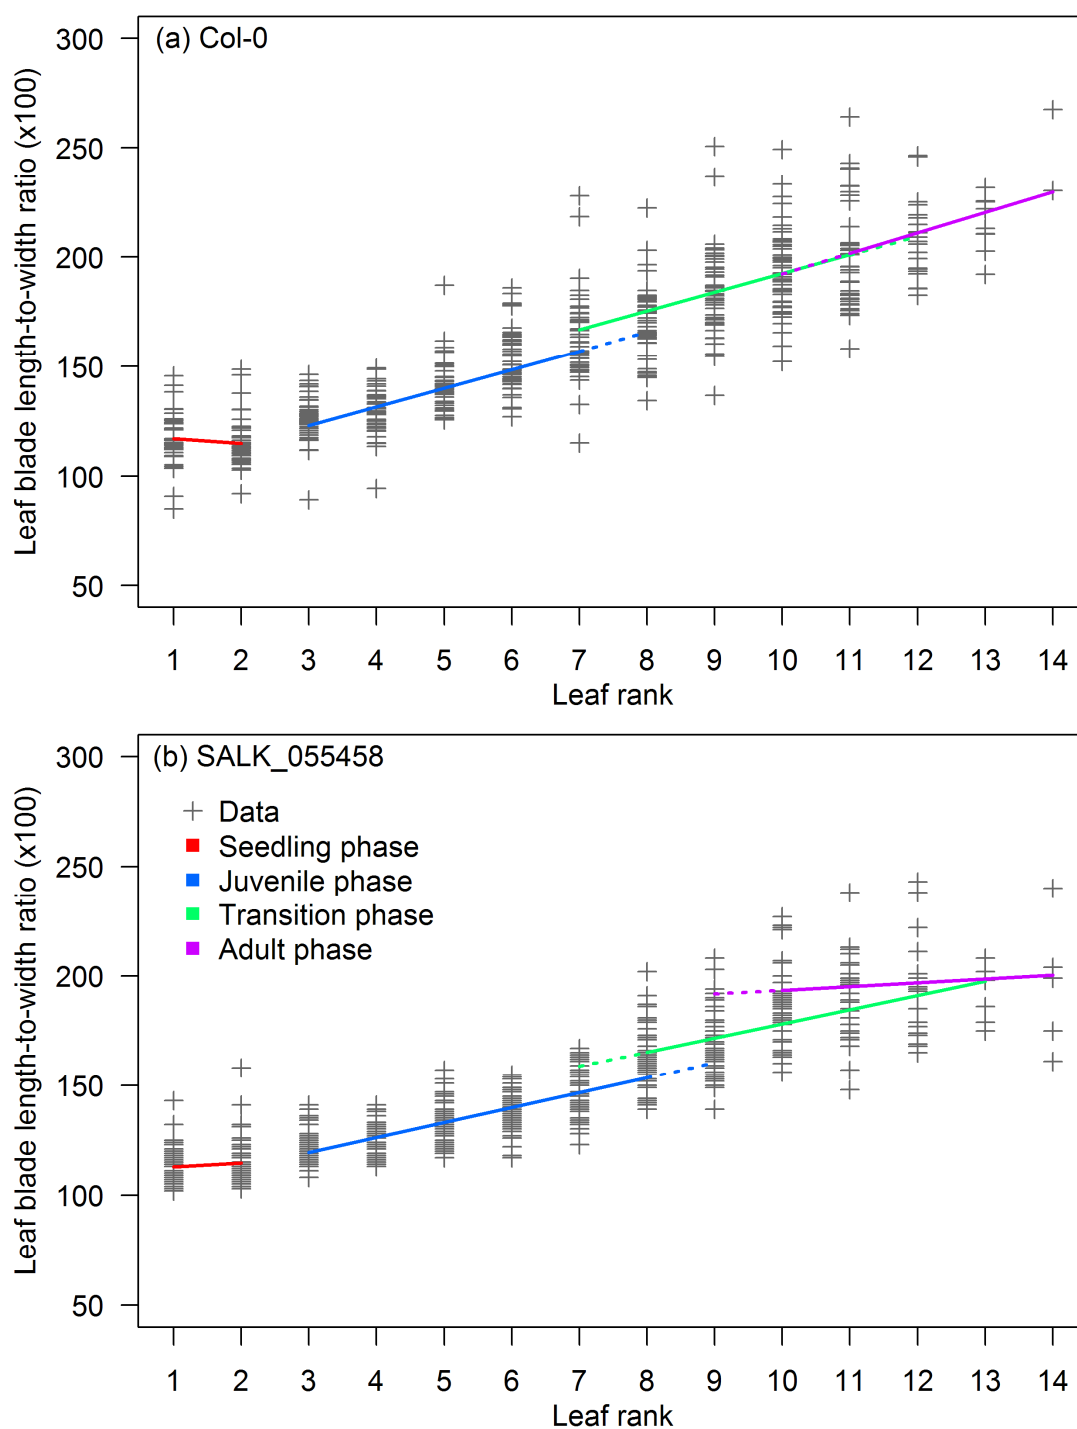 (a) Col-0
Leaf blade length-to-width ratio (x100)
300
250
200
150
100
50
1 2 3 4 5 6 7 8 9 10 11 12 13 14
Leaf rank
(b) SALK_055458
Data
Seedling phase
Juvenile phase
Transition phase
Adult phase
Leaf blade length-to-width ratio (x100)
300
250
200
150
100
50
1 2 3 4 5 6 7 8 9 10 11 12 13 14
Leaf rank